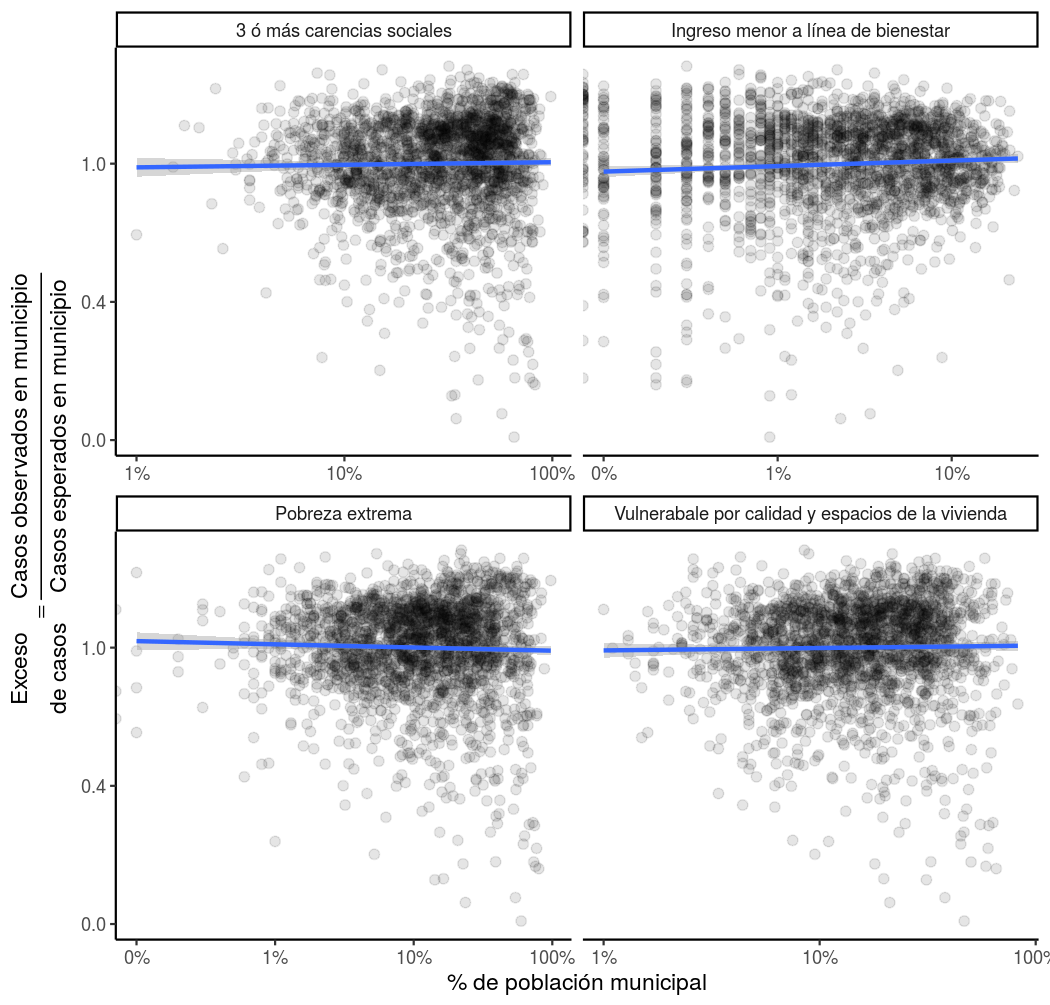 3 ó más carencias sociales
Ingreso menor a línea de bienestar
1.0
0.4
0.0
1%
10%
100%
0%
1%
10%
Pobreza extrema
Vulnerabale por calidad y espacios de la vivienda
1.0
0.4
0.0
0%
1%
10%
100%
1%
10%
100%
% de población municipal
Exceso
de casos
=
Casos observados en municipio
Casos esperados en municipio